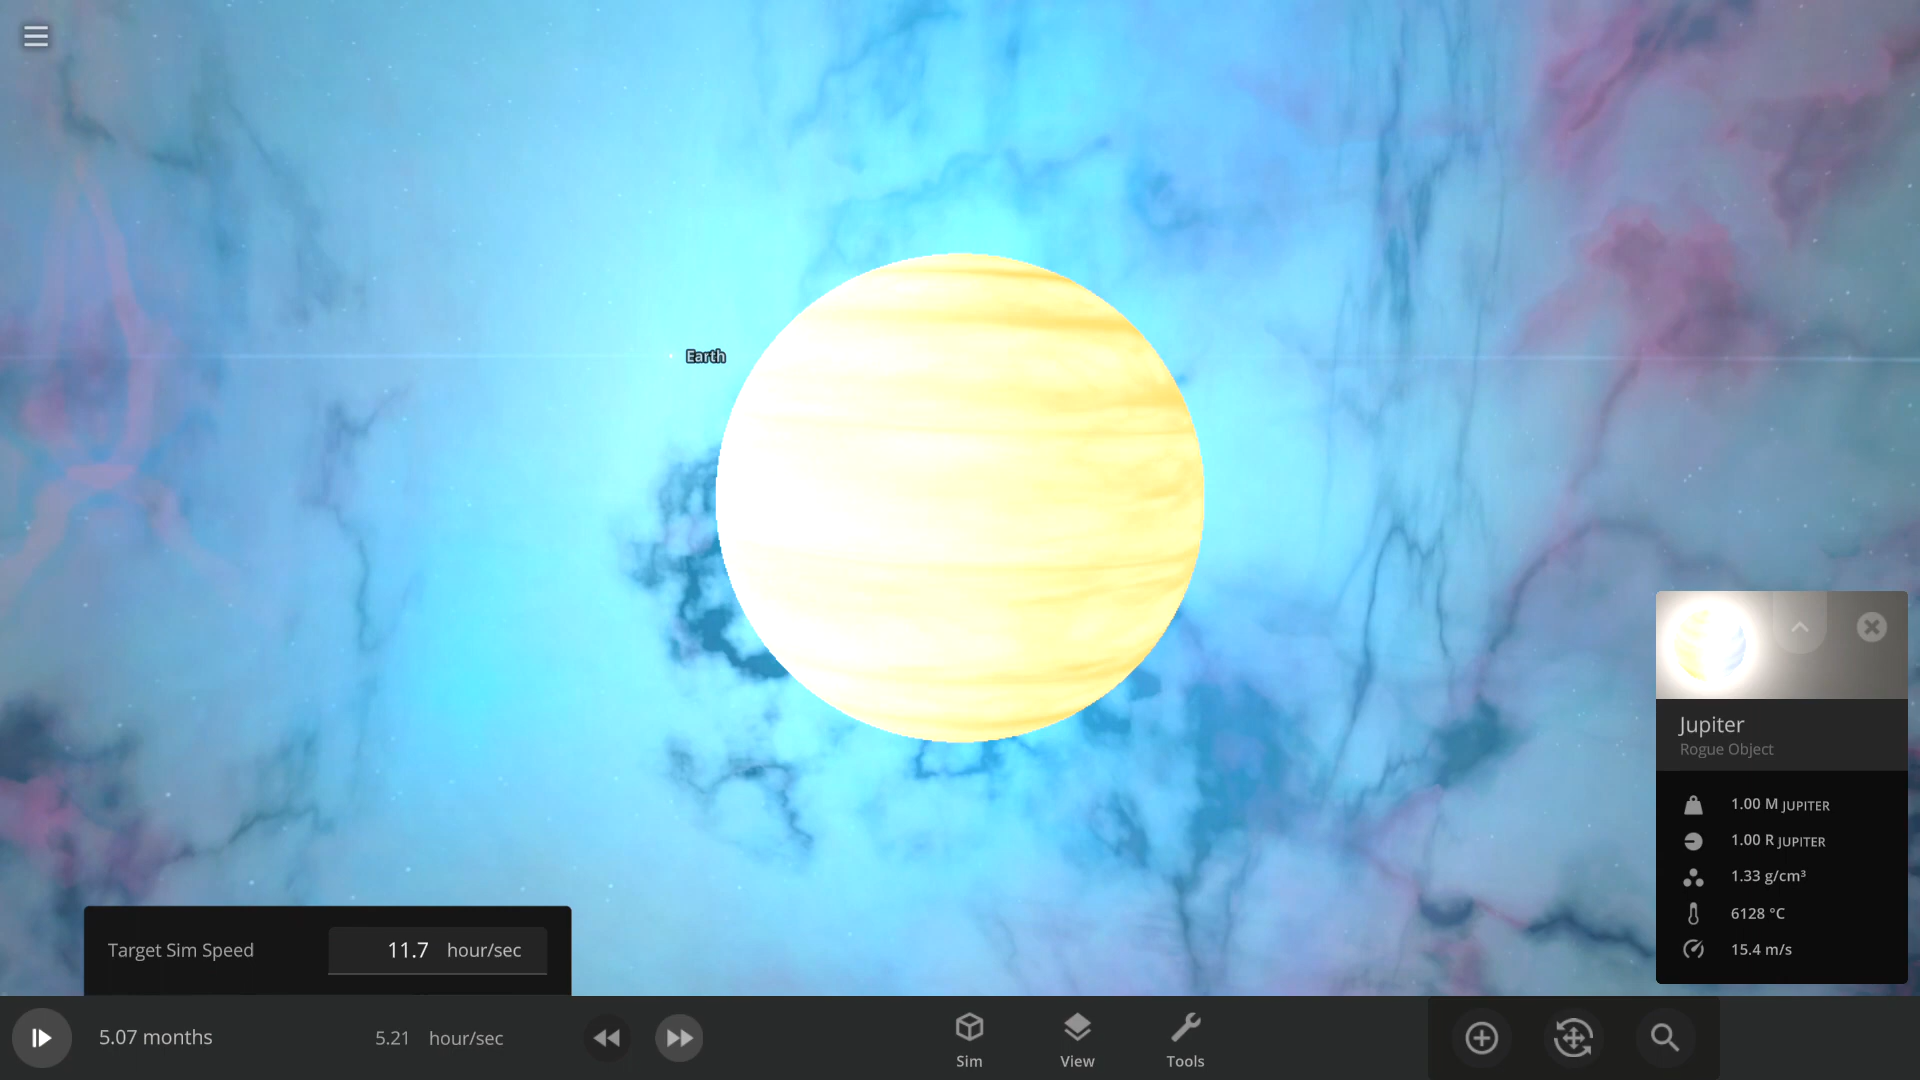 Earth
Jupiter
Rogue Object
1.00 M JUPITER
1.00 R JUPITER
1.33 g/cm³
6128 °C
15.4 m/s
Target Sim Speed 11.7 hour/sec
5.07 months 5.21 hour/sec
Sim View Tools